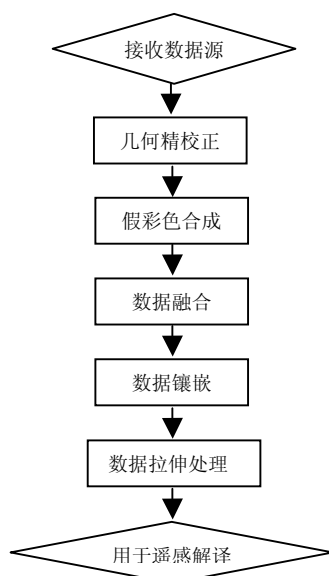 接收数据源
几何精校正
假彩色合成
数据融合
数据镶嵌
数据拉伸处理
用于遥感解译